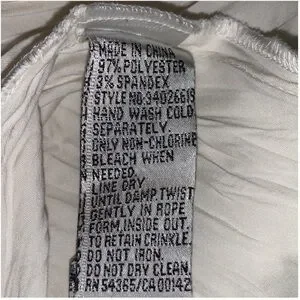 MADE IN CHINA
97% POLYESTER
3% SPANDEX
STYLE NO. 94026619
HAND WASH COLD
SEPARATELY.
ONLY NON-CHLORINE
BLEACH WHEN
NEEDED.
LINE DRY
UNTIL DAMP. TWIST
GENTLY IN ROPE
FORM, INSIDE OUT,
TO RETAIN CRINKLE.
DO NOT IRON.
DO NOT DRY CLEAN.
RN 54365/CA 00142